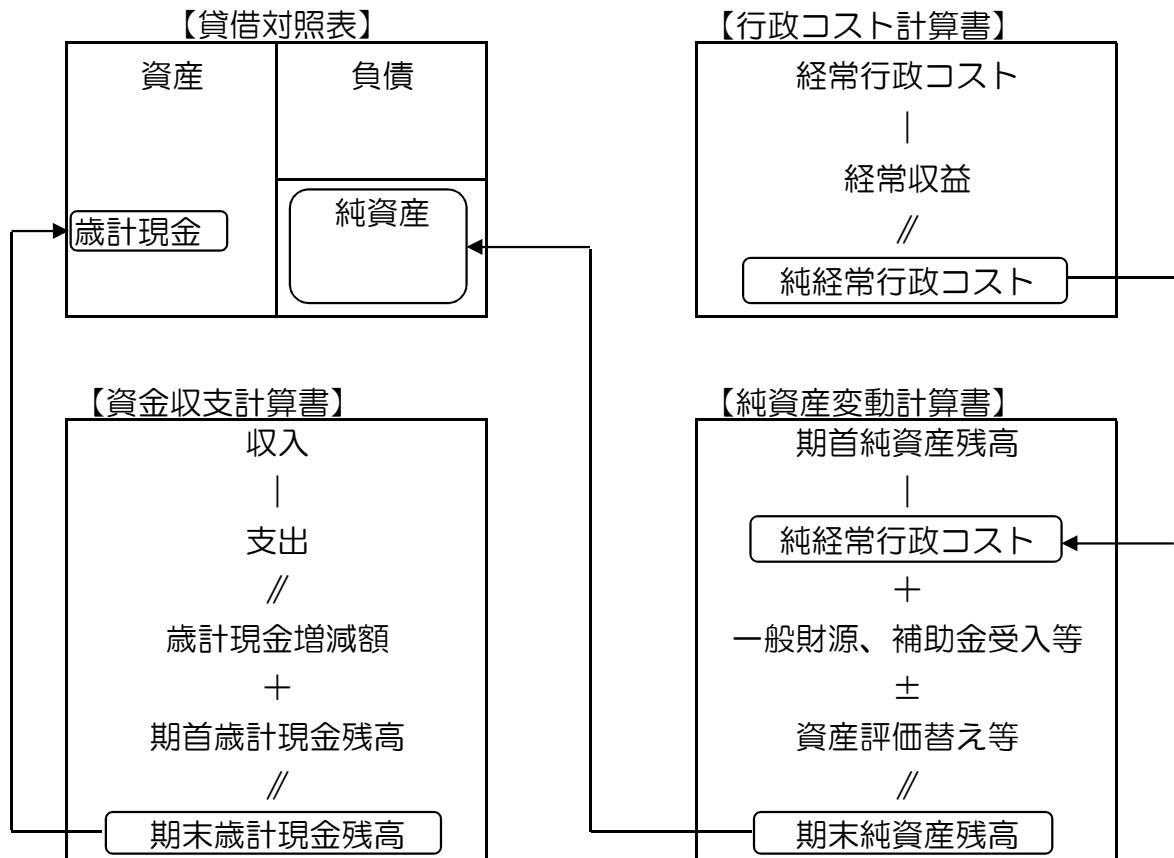 【貸借対照表】
資産
負債
歳計現金
純資産
【行政コスト計算書】
経常行政コスト
|
経常収益
//
純経常行政コスト
【資金収支計算書】
収入
|
支出
//
歳計現金増減額
＋
期首歳計現金残高
//
期末歳計現金残高
【純資産変動計算書】
期首純資産残高
|
純経常行政コスト
＋
一般財源、補助金受入等
±
資産評価替え等
//
期末純資産残高